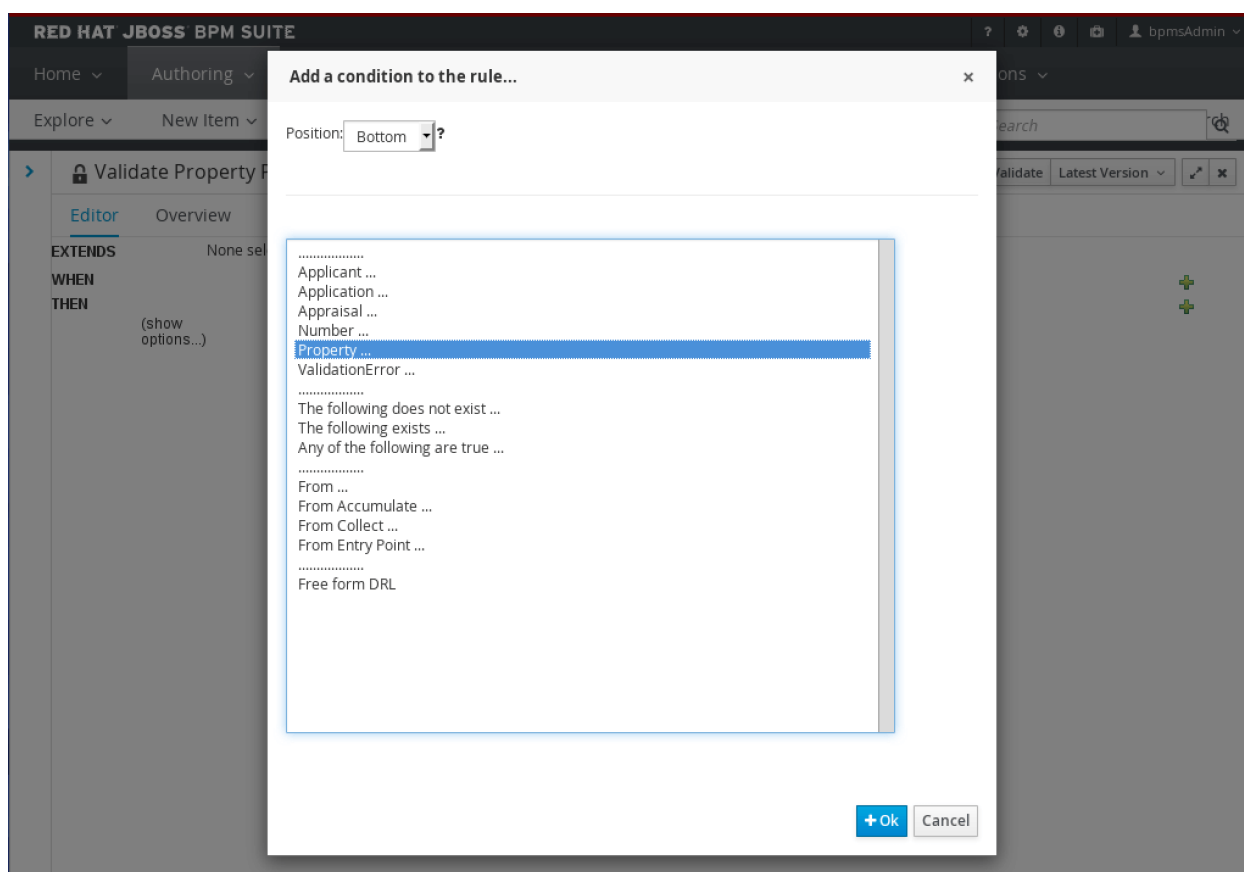 RED HAT JBOSS BPM SUITE
? bpmsAdmin
Home Authoring
Explore New Item
Search
Validate Property
Latest Version
Editor Overview
EXTENDS None sel
WHEN
THEN
(show
options...)
Add a condition to the rule...
×
Position: Bottom ?
..................
Applicant ...
Application ...
Appraisal ...
Number ...
Property ...
ValidationError ...
..................
The following does not exist ...
The following exists ...
Any of the following are true ...
..................
From ...
From Accumulate ...
From Collect ...
From Entry Point ...
..................
Free form DRL
+ Ok Cancel